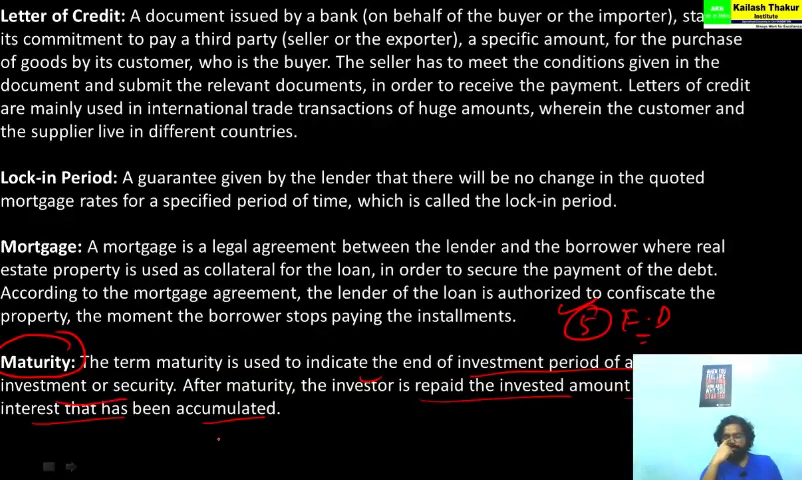 Letter of Credit: A document issued by a bank (on behalf of the buyer or the importer), sta
its commitment to pay a third party (seller or the exporter), a specific amount, for the purchase
of goods by its customer, who is the buyer. The seller has to meet the conditions given in the
document and submit the relevant documents, in order to receive the payment. Letters of credit
are mainly used in international trade transactions of huge amounts, wherein the customer and
the supplier live in different countries.
Kailash Thakur
Institute
Lock-in Period: A guarantee given by the lender that there will be no change in the quoted
mortgage rates for a specified period of time, which is called the lock-in period.
Mortgage: A mortgage is a legal agreement between the lender and the borrower where real
estate property is used as collateral for the loan, in order to secure the payment of the debt.
According to the mortgage agreement, the lender of the loan is authorized to confiscate the
property, the moment the borrower stops paying the installments.
5 F.D
Maturity: The term maturity is used to indicate the end of investment period of a
investment or security. After maturity, the investor is repaid the invested amount
interest that has been accumulated.